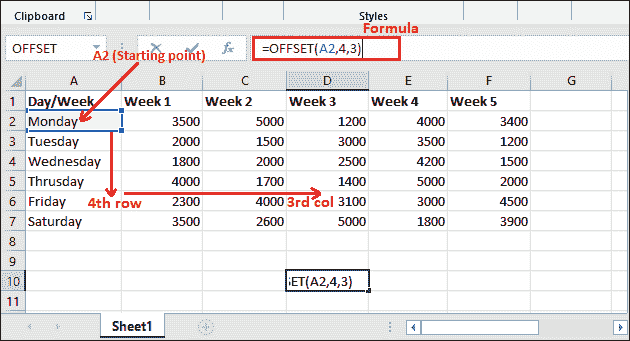 Clipboard Styles
Formula
OFFSET fx =OFFSET(A2,4,3)
A2 (Starting point)
A B C D E F G
1 Day/Week Week 1 Week 2 Week 3 Week 4 Week 5
2 Monday 3500 5000 1200 4000 3400
3 Tuesday 2000 1500 3000 3500 1200
4 Wednesday 1800 2000 2500 4200 1500
5 Thrusday 4000 1700 1400 5000 2000
6 Friday 2300 4000 3100 3000 4500
4th row 3rd col
7 Saturday 3500 2600 5000 1800 3900
8
9
10 SET(A2,4,3)
11
Sheet1